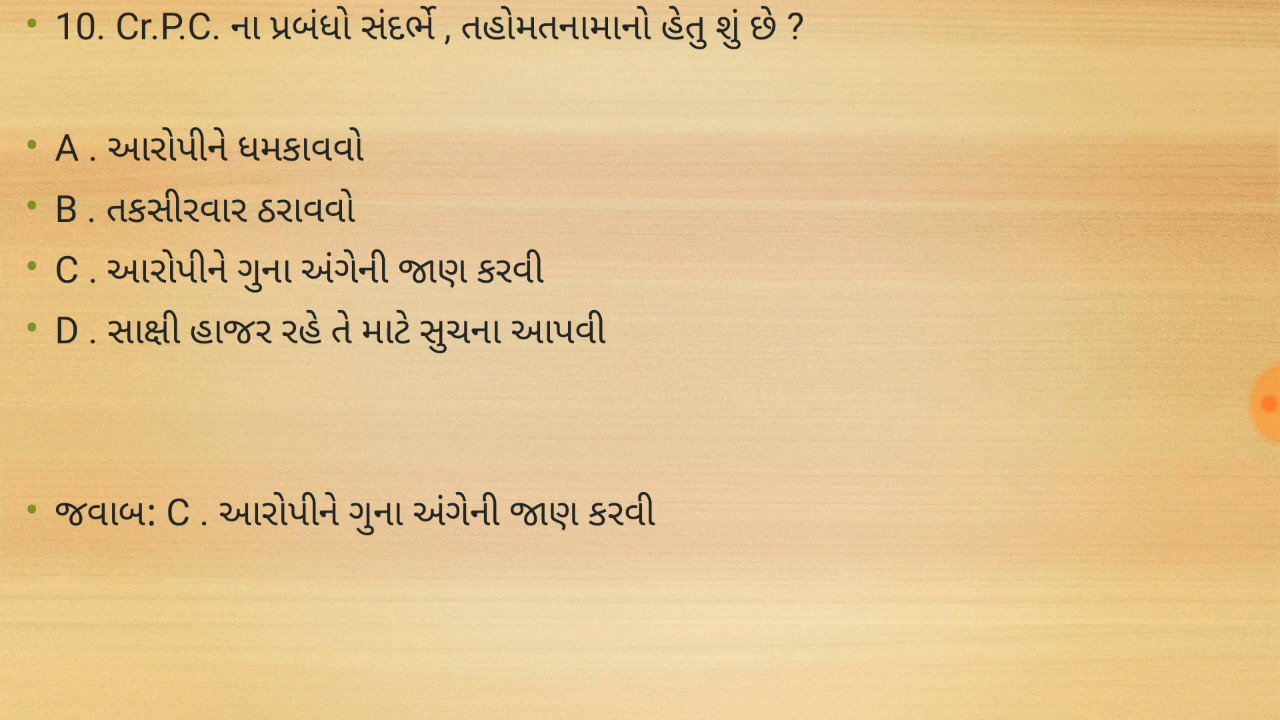 • 10. Cr.P.C. ના પ્રબંધો સંદર્ભે , તહોમતનામાનો હેતુ શું છે ?
• A . આરોપીને ધમકાવવો
• B . તકસીરવાર ઠરાવવો
• C . આરોપીને ગુના અંગેની જાણ કરવી
• D . સાક્ષી હાજર રહે તે માટે સુચના આપવી
• જવાબ: C . આરોપીને ગુના અંગેની જાણ કરવી